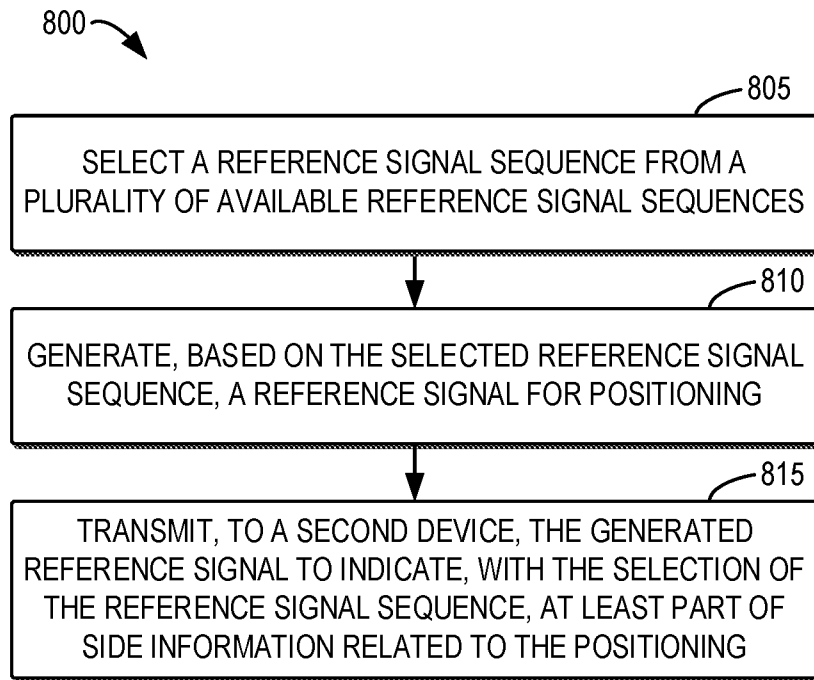 800
805
SELECT A REFERENCE SIGNAL SEQUENCE FROM A
PLURALITY OF AVAILABLE REFERENCE SIGNAL SEQUENCES
810
GENERATE, BASED ON THE SELECTED REFERENCE SIGNAL
SEQUENCE, A REFERENCE SIGNAL FOR POSITIONING
815
TRANSMIT, TO A SECOND DEVICE, THE GENERATED
REFERENCE SIGNAL TO INDICATE, WITH THE SELECTION OF
THE REFERENCE SIGNAL SEQUENCE, AT LEAST PART OF
SIDE INFORMATION RELATED TO THE POSITIONING